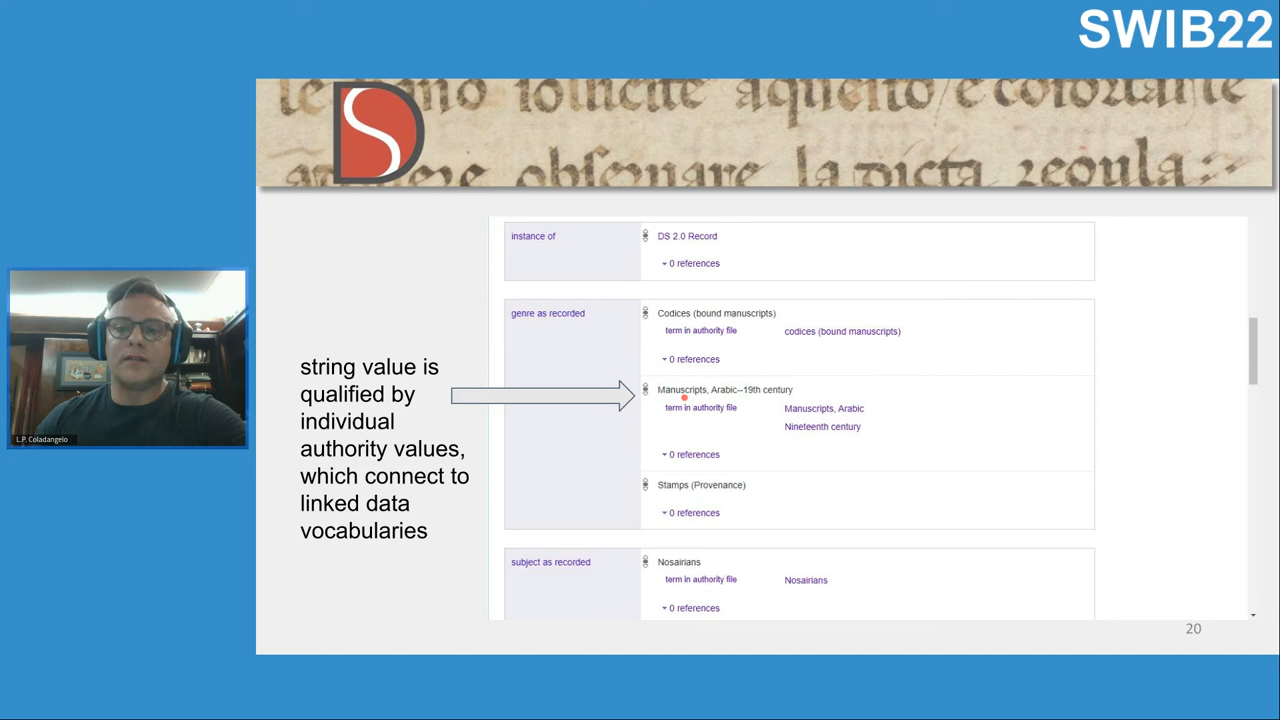 SWIB22
DS
instance of
DS 2.0 Record
0 references
genre as recorded
Codices (bound manuscripts)
term in authority file codices (bound manuscripts)
0 references
Manuscripts, Arabic--19th century
term in authority file Manuscripts, Arabic
Nineteenth century
0 references
Stamps (Provenance)
0 references
subject as recorded
Nosairians
term in authority file Nosairians
0 references
string value is
qualified by
individual
authority values,
which connect to
linked data
vocabularies
L.P. Coladangelo
20